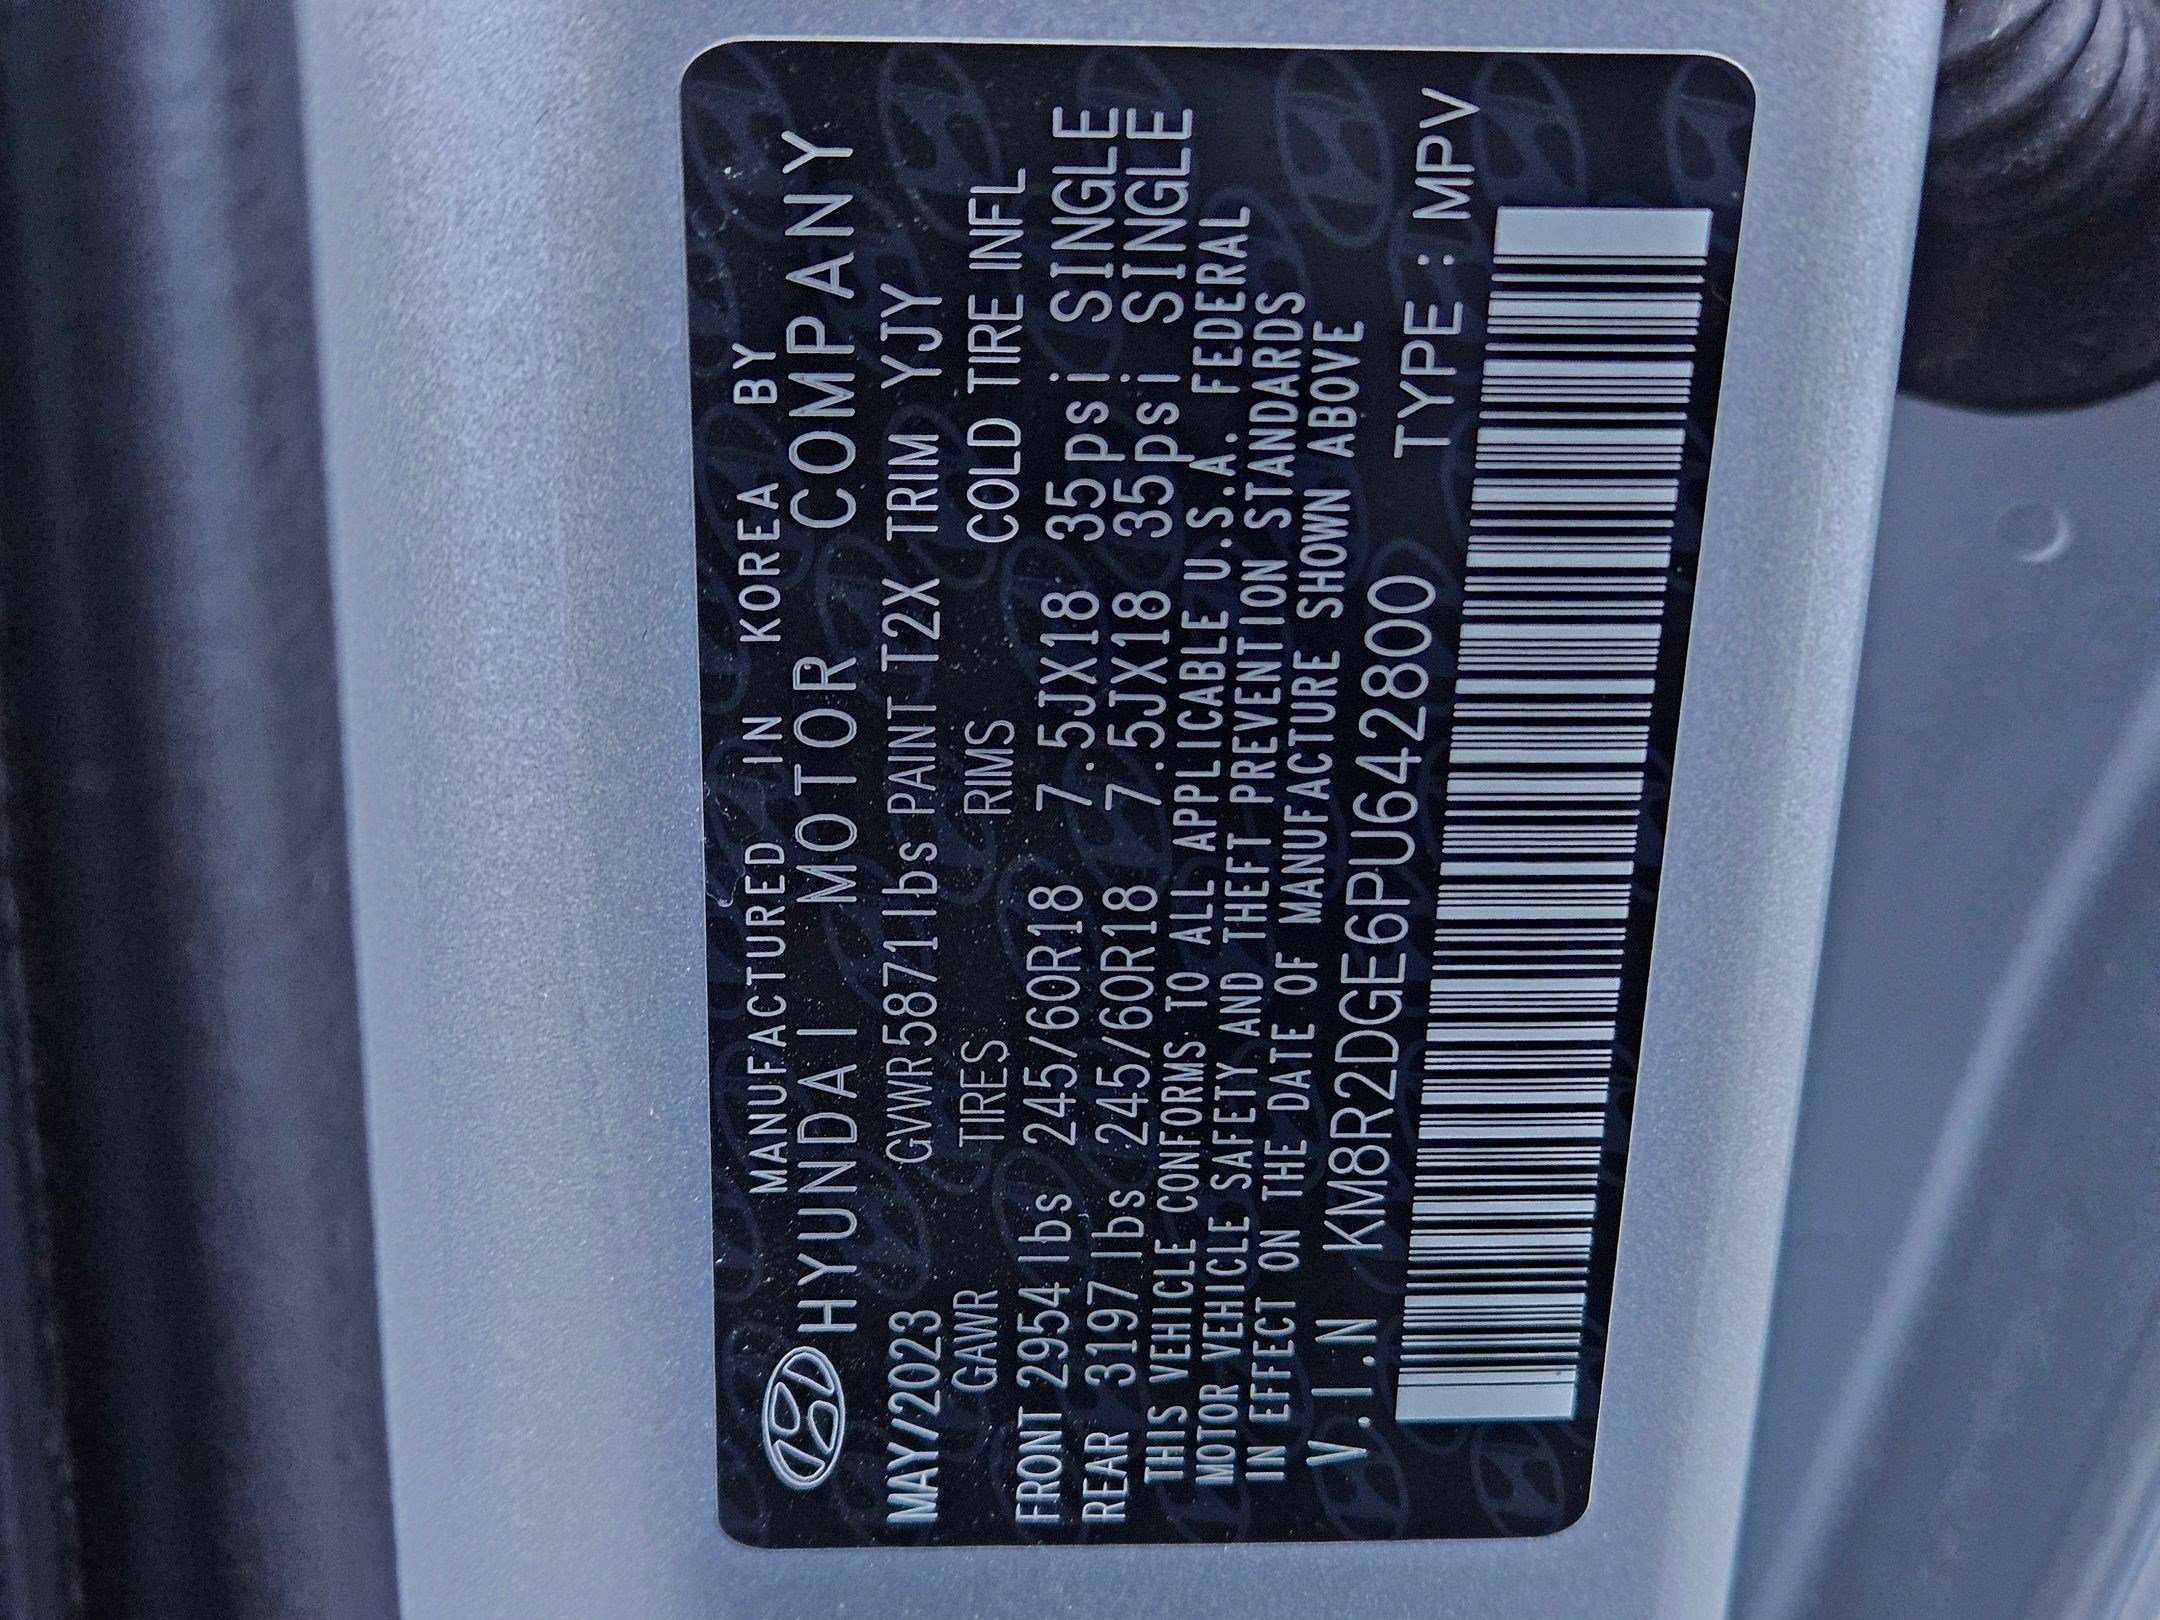 MANUFACTURED IN KOREA BY
HYUNDAI MOTOR COMPANY
MAY/2023 GVWR5871lbs PAINT T2X TRIM YJY
GAWR TIRES RIMS COLD TIRE INFL
FRONT 2954 lbs 245/60R18 7.5JX18 35psi SINGLE
REAR 3197 lbs 245/60R18 7.5JX18 35psi SINGLE
THIS VEHICLE CONFORMS TO ALL APPLICABLE U.S.A. FEDERAL
MOTOR VEHICLE SAFETY AND THEFT PREVENTION STANDARDS
IN EFFECT ON THE DATE OF MANUFACTURE SHOWN ABOVE
V.I.N KM8R2DGE6PU642800 TYPE : MPV